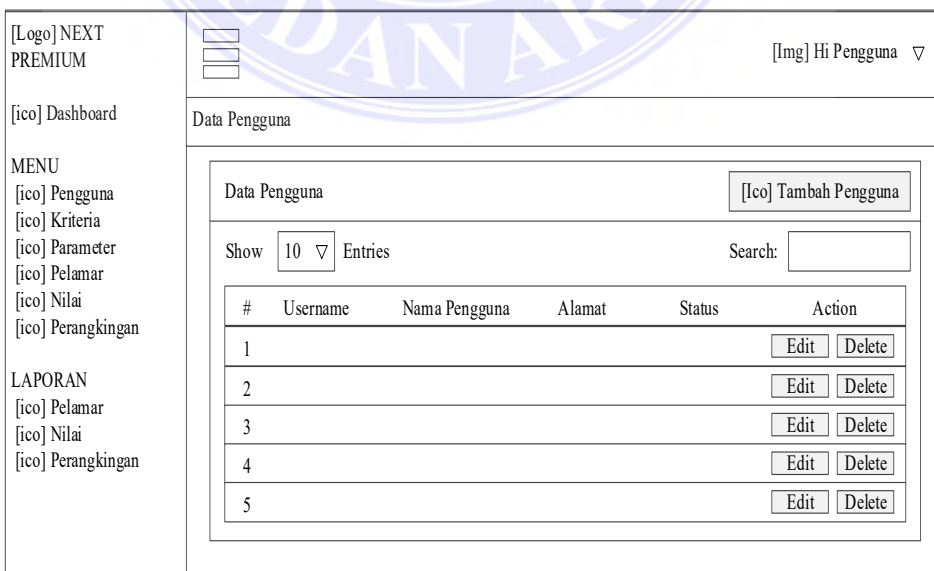 [Logo] NEXT
PREMIUM
[ico] Dashboard
MENU
[ico] Pengguna
[ico] Kriteria
[ico] Parameter
[ico] Pelamar
[ico] Nilai
[ico] Perangkingan
LAPORAN
[ico] Pelamar
[ico] Nilai
[ico] Perangkingan
[Img] Hi Pengguna ▽
Data Pengguna
Data Pengguna [Ico] Tambah Pengguna
Show 10 ▽ Entries Search:
# Username Nama Pengguna Alamat Status Action
1 Edit Delete
2 Edit Delete
3 Edit Delete
4 Edit Delete
5 Edit Delete